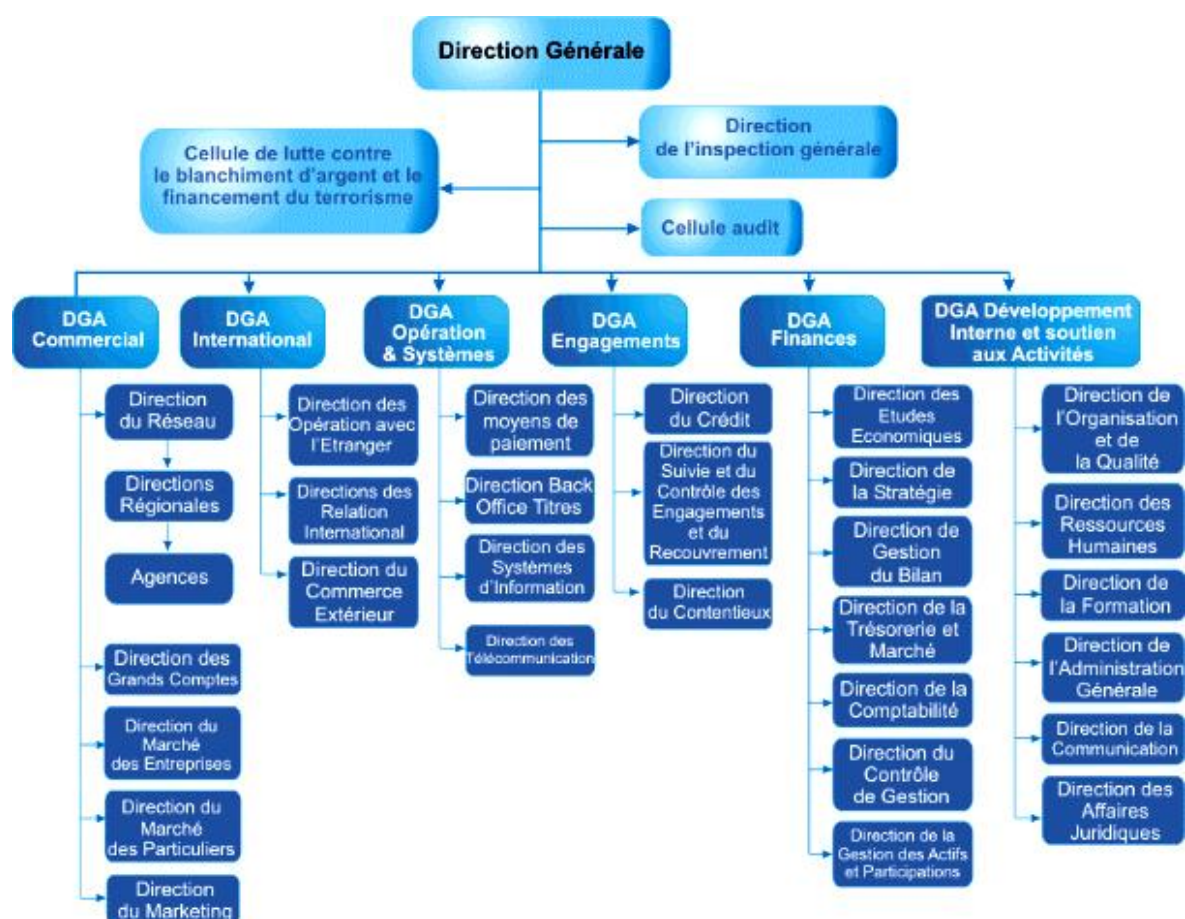 Direction Générale
Direction
de l'inspection générale
Cellule de lutte contre
le blanchiment d'argent et le
financement du terrorisme
Cellule audit
DGA
Commercial
DGA
International
DGA
Opération
& Systèmes
DGA
Engagements
DGA
Finances
DGA Développement
Interne et soutien
aux Activités
Direction
du Réseau
Directions
Régionales
Agences
Direction des
Grands Comptes
Direction du
Marché
des Entreprises
Direction du
Marché
des Particuliers
Direction
du Marketing
Direction des
Opération avec
l'Etranger
Directions des
Relation
International
Direction du
Commerce
Extérieur
Direction des
moyens de
paiement
Direction Back
Office Titres
Direction des
Systèmes
d'Information
Direction des
Télécommunication
Direction
du Crédit
Direction du
Suivie et du
Contrôle des
Engagements
et du
Recouvrement
Direction
du Contentieux
Direction des
Etudes
Economiques
Direction de
la Stratégie
Direction de
Gestion
du Bilan
Direction de la
Trésorerie et
Marché
Direction de la
Comptabilité
Direction du
Contrôle
de Gestion
Direction de la
Gestion des Actifs
et Participations
Direction de
l'Organisation
et de
la Qualité
Direction des
Ressources
Humaines
Direction de
la Formation
Direction de
l'Administration
Générale
Direction de la
Communication
Direction des
Affaires
Juridiques